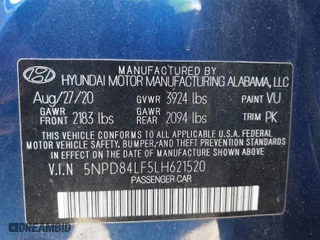 MANUFACTURED BY
HYUNDAI MOTOR MANUFACTURING ALABAMA, LLC
Aug/27/20 GVWR 3924 lbs PAINT VU
GAWR FRONT 2183 lbs GAWR REAR 2094 lbs TRIM PK
THIS VEHICLE CONFORMS TO ALL APPLICABLE FEDERAL
MOTOR VEHICLE SAFETY, BUMPER, AND THEFT PREVENTION
STANDARDS IN EFFECT ON THE DATE OF MANUFACTURE
SHOWN ABOVE.
V.I.N 5NPD84LF5LH621520
PASSENGER CAR